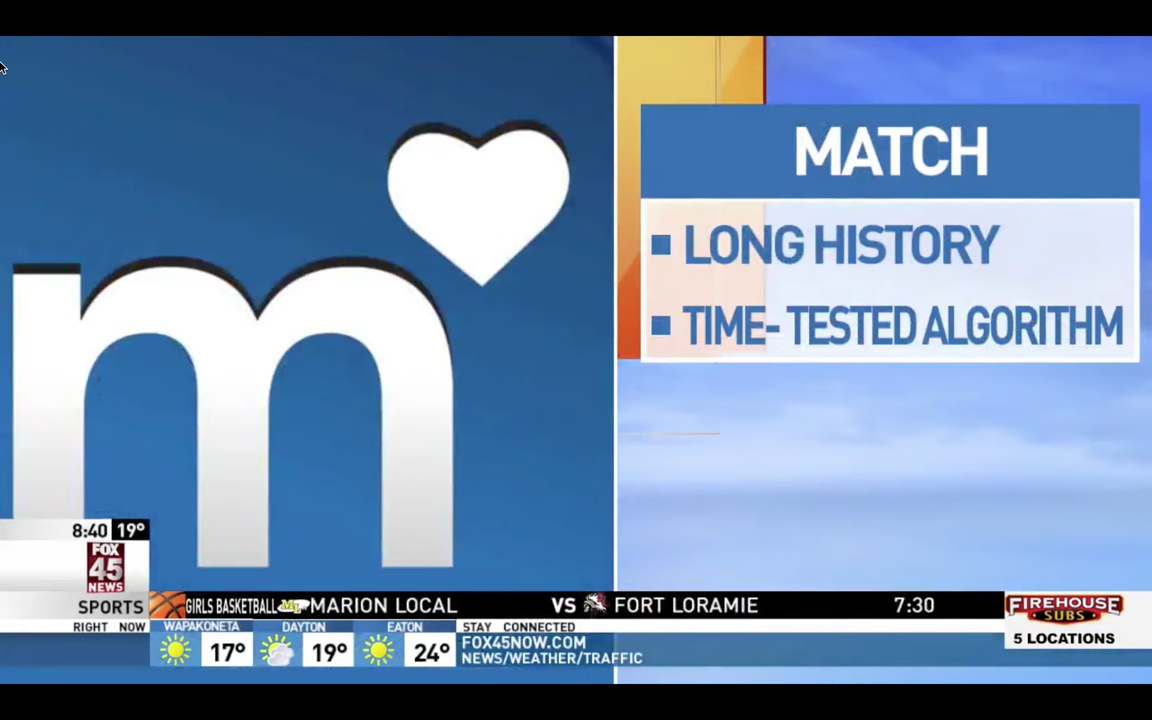 m
MATCH
LONG HISTORY
TIME- TESTED ALGORITHM
8:40 19°
FOX
45
NEWS
SPORTS
RIGHT NOW
GIRLS BASKETBALL ML MARION LOCAL VS FORT LORAMIE 7:30
WAPAKONETA DAYTON EATON
17° 19° 24°
STAY CONNECTED
FOX45NOW.COM
NEWS/WEATHER/TRAFFIC
FIREHOUSE
SUBS
5 LOCATIONS